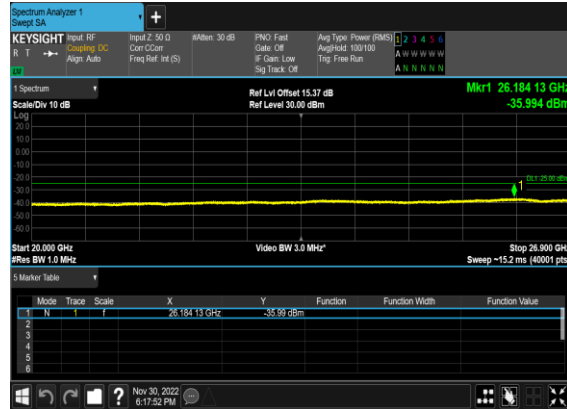 Spectrum Analyzer 1
Swept SA
+
KEYSIGHT Input: RF Input Z: 50 Ω #Atten: 30 dB PNO: Fast Avg Type: Power (RMS) 1 2 3 4 5 6
R T Coupling: DC Corr CCorr Gate: Off Avg|Hold: 100/100 A W W W W W
Align: Auto Freq Ref: Int (S) IF Gain: Low Trig: Free Run
Sig Track: Off A N N N N N
1 Spectrum Ref Lvl Offset 15.37 dB Mkr1 26.184 13 GHz
Scale/Div 10 dB Ref Level 30.00 dBm -35.994 dBm
Log
20.0
10.0
0.00
-10.0
-20.0
DL1 -25.00 dBm
1
-30.0
-40.0
-50.0
-60.0
Start 20.000 GHz Video BW 3.0 MHz* Stop 26.900 GHz
#Res BW 1.0 MHz Sweep ~15.2 ms (40001 pts)
5 Marker Table
Mode Trace Scale X Y Function Function Width Function Value
1 N 1 f 26.184 13 GHz -35.99 dBm
2
3
4
5
6
? Nov 30, 2022
6:17:52 PM